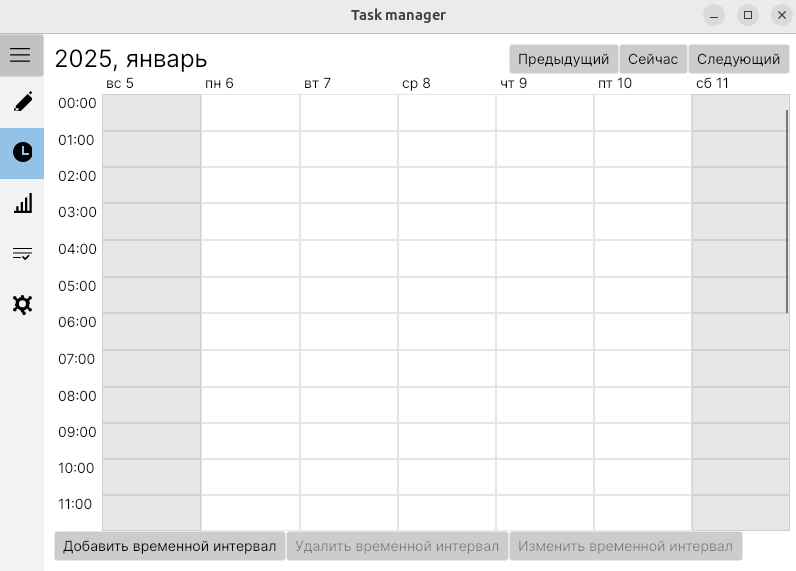 Task manager
2025, январь
Предыдущий Сейчас Следующий
вс 5 пн 6 вт 7 ср 8 чт 9 пт 10 сб 11
00:00
01:00
02:00
03:00
04:00
05:00
06:00
07:00
08:00
09:00
10:00
11:00
Добавить временной интервал Удалить временной интервал Изменить временной интервал